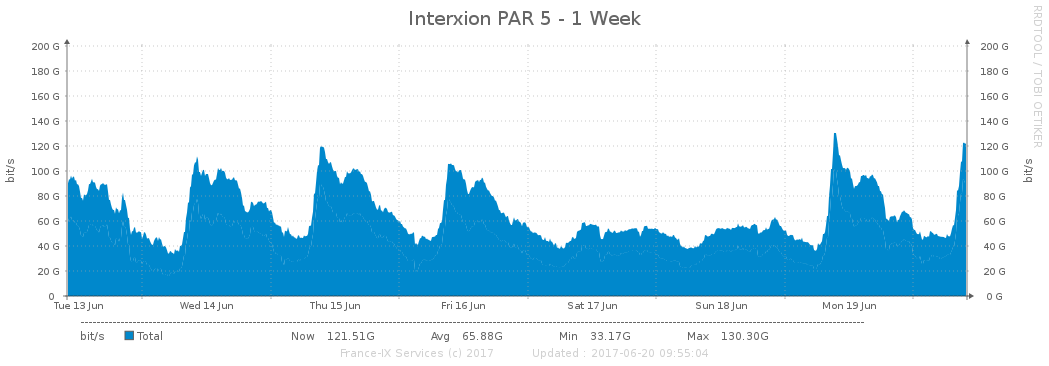 Interxion PAR 5 - 1 Week
RRDTOOL / TOBI OETIKER
bit/s
200 G 200 G
180 G 180 G
160 G 160 G
140 G 140 G
120 G 120 G
100 G 100 G
80 G 80 G
60 G 60 G
40 G 40 G
20 G 20 G
0 0 G
bit/s
Tue 13 Jun Wed 14 Jun Thu 15 Jun Fri 16 Jun Sat 17 Jun Sun 18 Jun Mon 19 Jun
bit/s Total Now 121.51G Avg 65.88G Min 33.17G Max 130.30G
France-IX Services (c) 2017 Updated : 2017-06-20 09:55:04